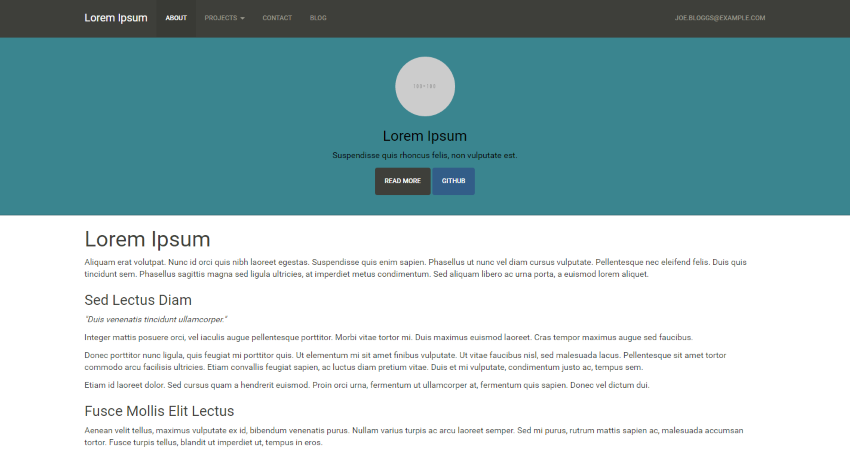 Lorem Ipsum ABOUT PROJECTS CONTACT BLOG JOE.BLOGGS@EXAMPLE.COM
Lorem Ipsum
Suspendisse quis rhoncus felis, non vulputate est.
READ MORE GITHUB
Lorem Ipsum
Aliquam erat volutpat. Nunc id orci quis nibh laoreet egestas. Suspendisse quis enim sapien. Phasellus ut nunc vel diam cursus vulputate. Pellentesque nec eleifend felis. Duis quis
tincidunt sem. Phasellus sagittis magna sed ligula ultricies, at imperdiet metus condimentum. Sed aliquam libero ac urna porta, a euismod lorem aliquet.
Sed Lectus Diam
"Duis venenatis tincidunt ullamcorper."
Integer mattis posuere orci, vel iaculis augue pellentesque porttitor. Morbi vitae tortor mi. Duis maximus euismod laoreet. Cras tempor maximus augue sed faucibus.
Donec porttitor nunc ligula, quis feugiat mi porttitor quis. Ut elementum mi sit amet finibus vulputate. Ut vitae faucibus nisl, sed malesuada lacus. Pellentesque sit amet tortor
commodo arcu facilisis ultricies. Etiam convallis feugiat sapien, ac luctus diam pretium vitae. Duis et mi vulputate, condimentum justo ac, tempus sem.
Etiam id laoreet dolor. Sed cursus quam a hendrerit euismod. Proin orci urna, fermentum ut ullamcorper at, fermentum quis sapien. Donec vel dictum dui.
Fusce Mollis Elit Lectus
Aenean velit tellus, maximus vulputate ex id, bibendum venenatis purus. Nullam varius turpis ac arcu laoreet semper. Sed mi purus, rutrum mattis sapien ac, malesuada accumsan
tortor. Fusce turpis tellus, blandit ut imperdiet ut, tempus in eros.